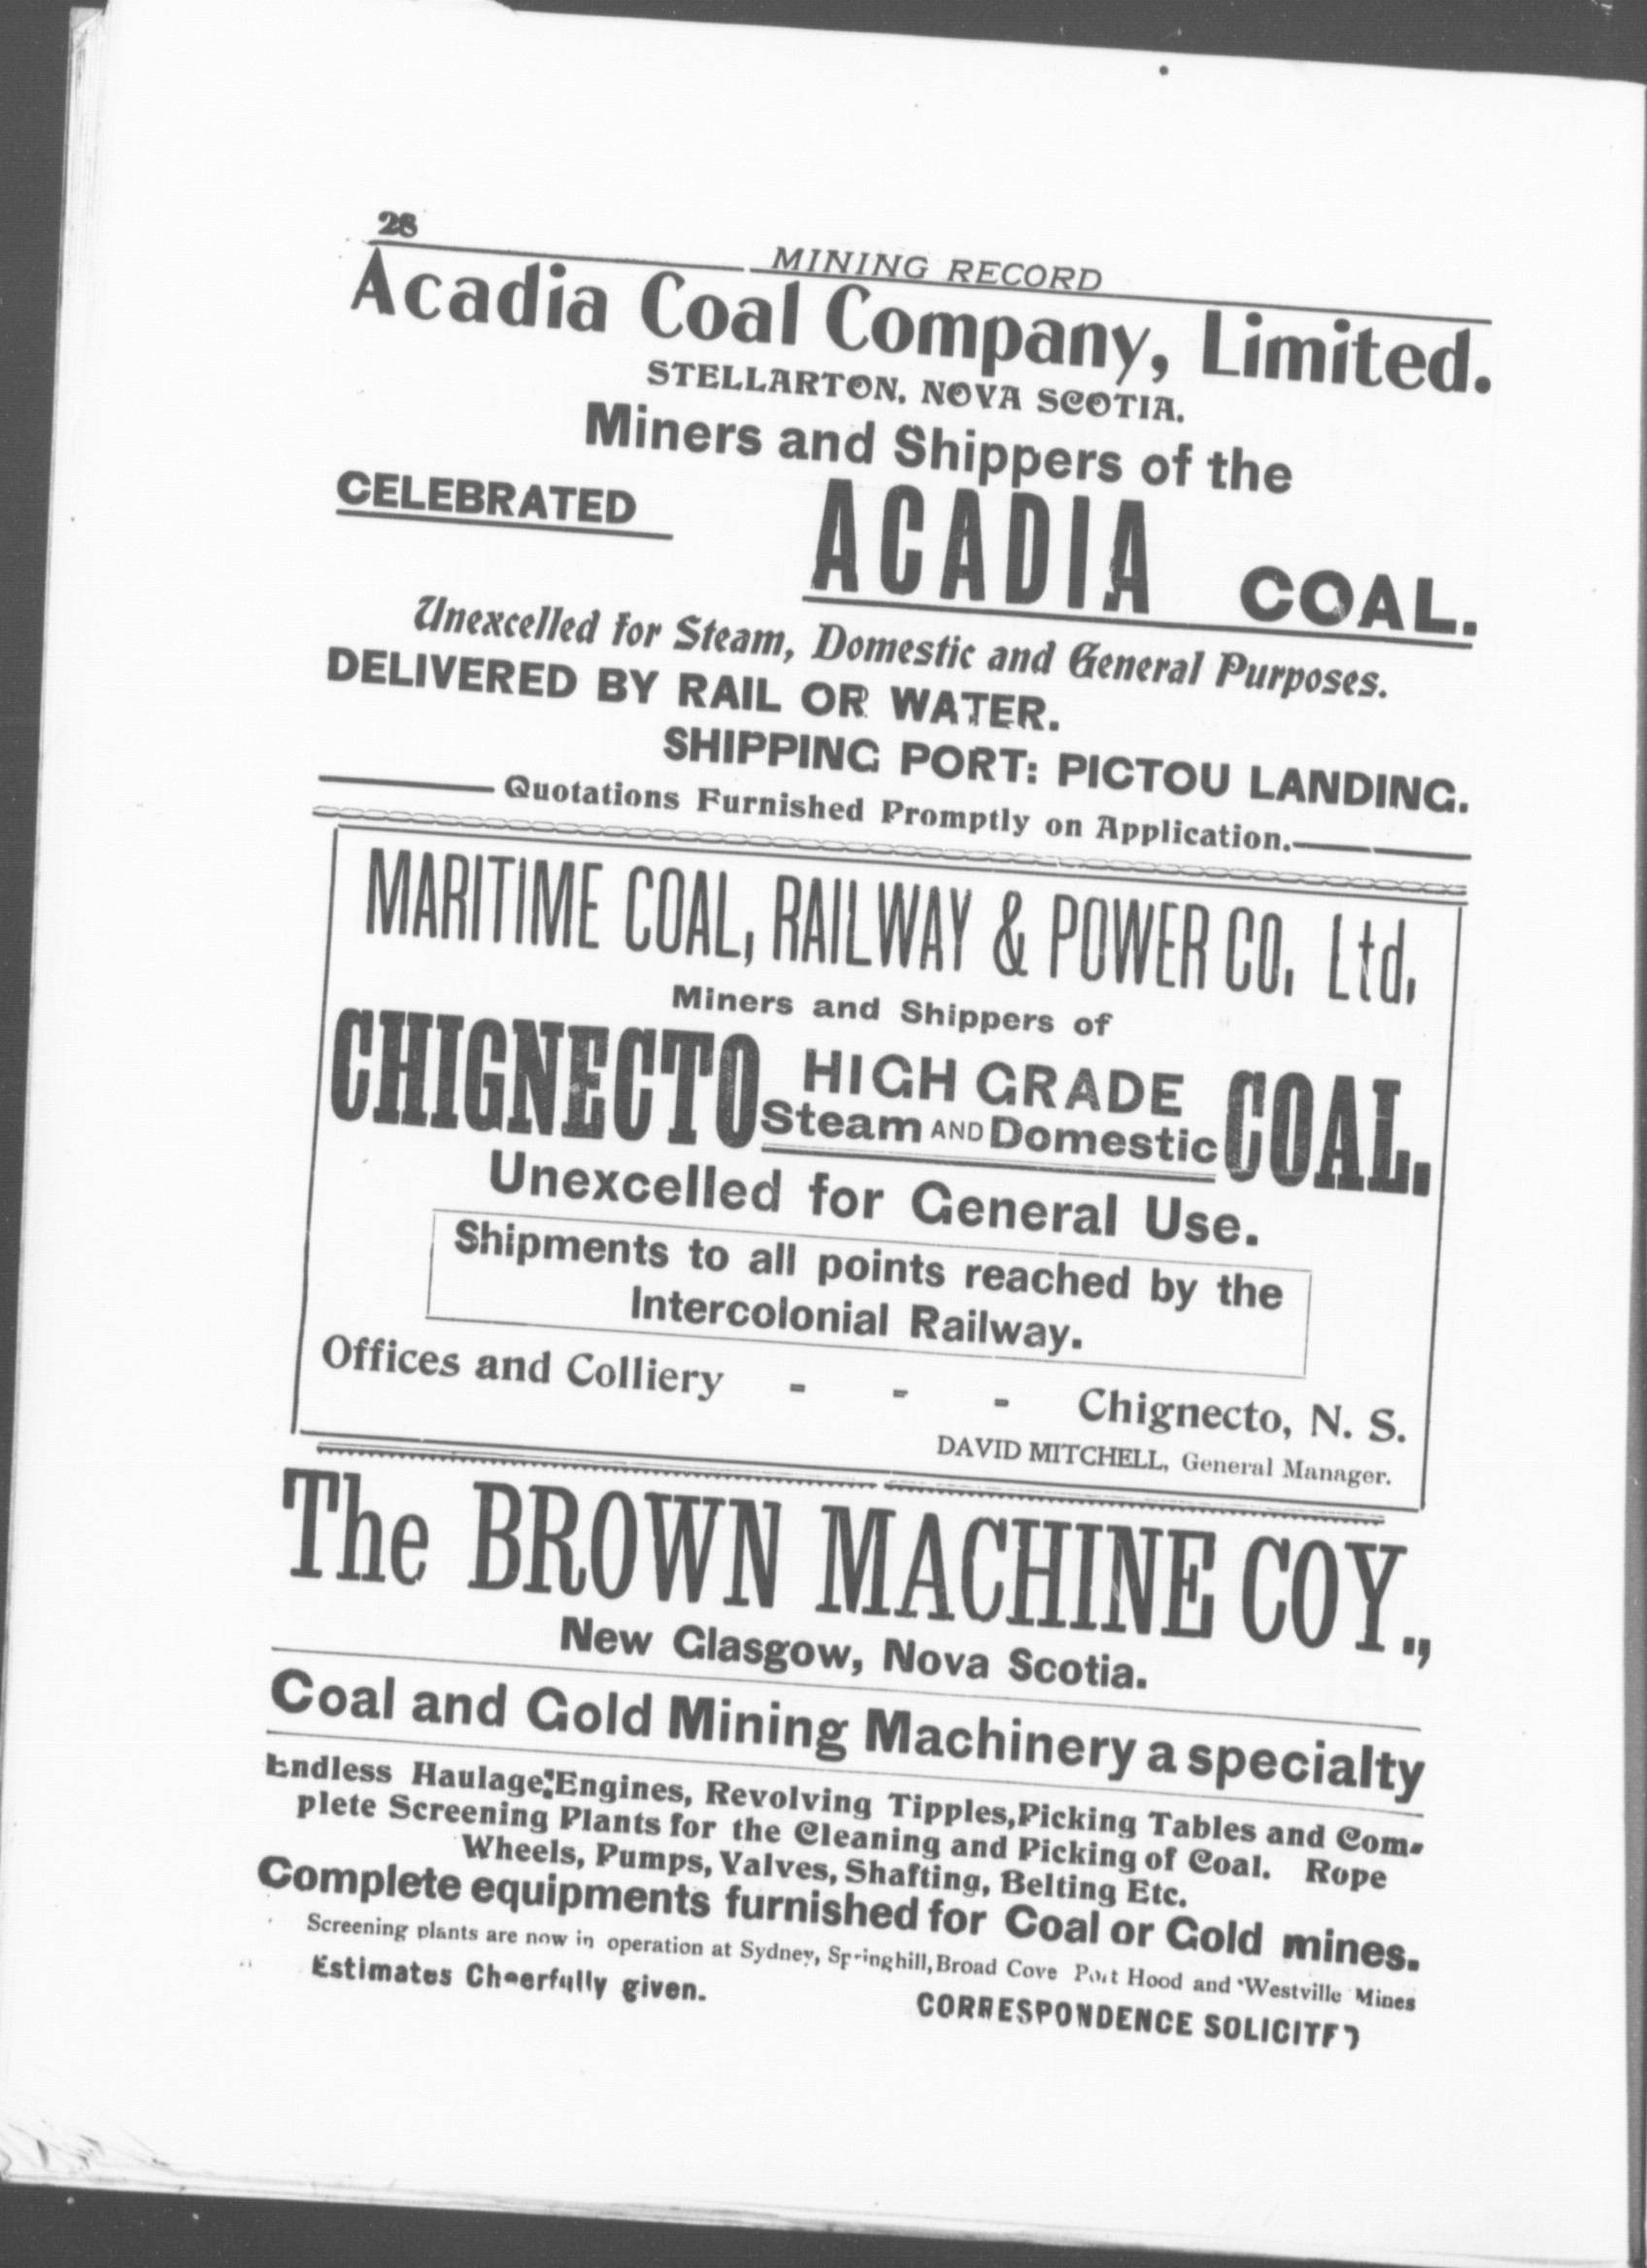 28
MINING RECORD
Acadia Coal Company, Limited.
STELLARTON, NOVA SCOTIA.
Miners and Shippers of the
CELEBRATED ACADIA COAL.
Unexcelled for Steam, Domestic and General Purposes.
DELIVERED BY RAIL OR WATER.
SHIPPING PORT: PICTOU LANDING.
Quotations Furnished Promptly on Application.
MARITIME COAL, RAILWAY & POWER CO, Ltd,
Miners and Shippers of
CHIGNECTO HIGH GRADE
Steam AND Domestic COAL.
Unexcelled for General Use.
Shipments to all points reached by the
Intercolonial Railway.
Offices and Colliery - - - Chignecto, N. S.
DAVID MITCHELL, General Manager.
The BROWN MACHINE COY.,
New Glasgow, Nova Scotia.
Coal and Gold Mining Machinery a specialty
Endless Haulage Engines, Revolving Tipples, Picking Tables and Com-
plete Screening Plants for the Cleaning and Picking of Coal. Rope
Wheels, Pumps, Valves, Shafting, Belting Etc.
Complete equipments furnished for Coal or Gold mines.
Screening plants are now in operation at Sydney, Springhill, Broad Cove Port Hood and Westville Mines
Estimates Cheerfully given.
CORRESPONDENCE SOLICITED